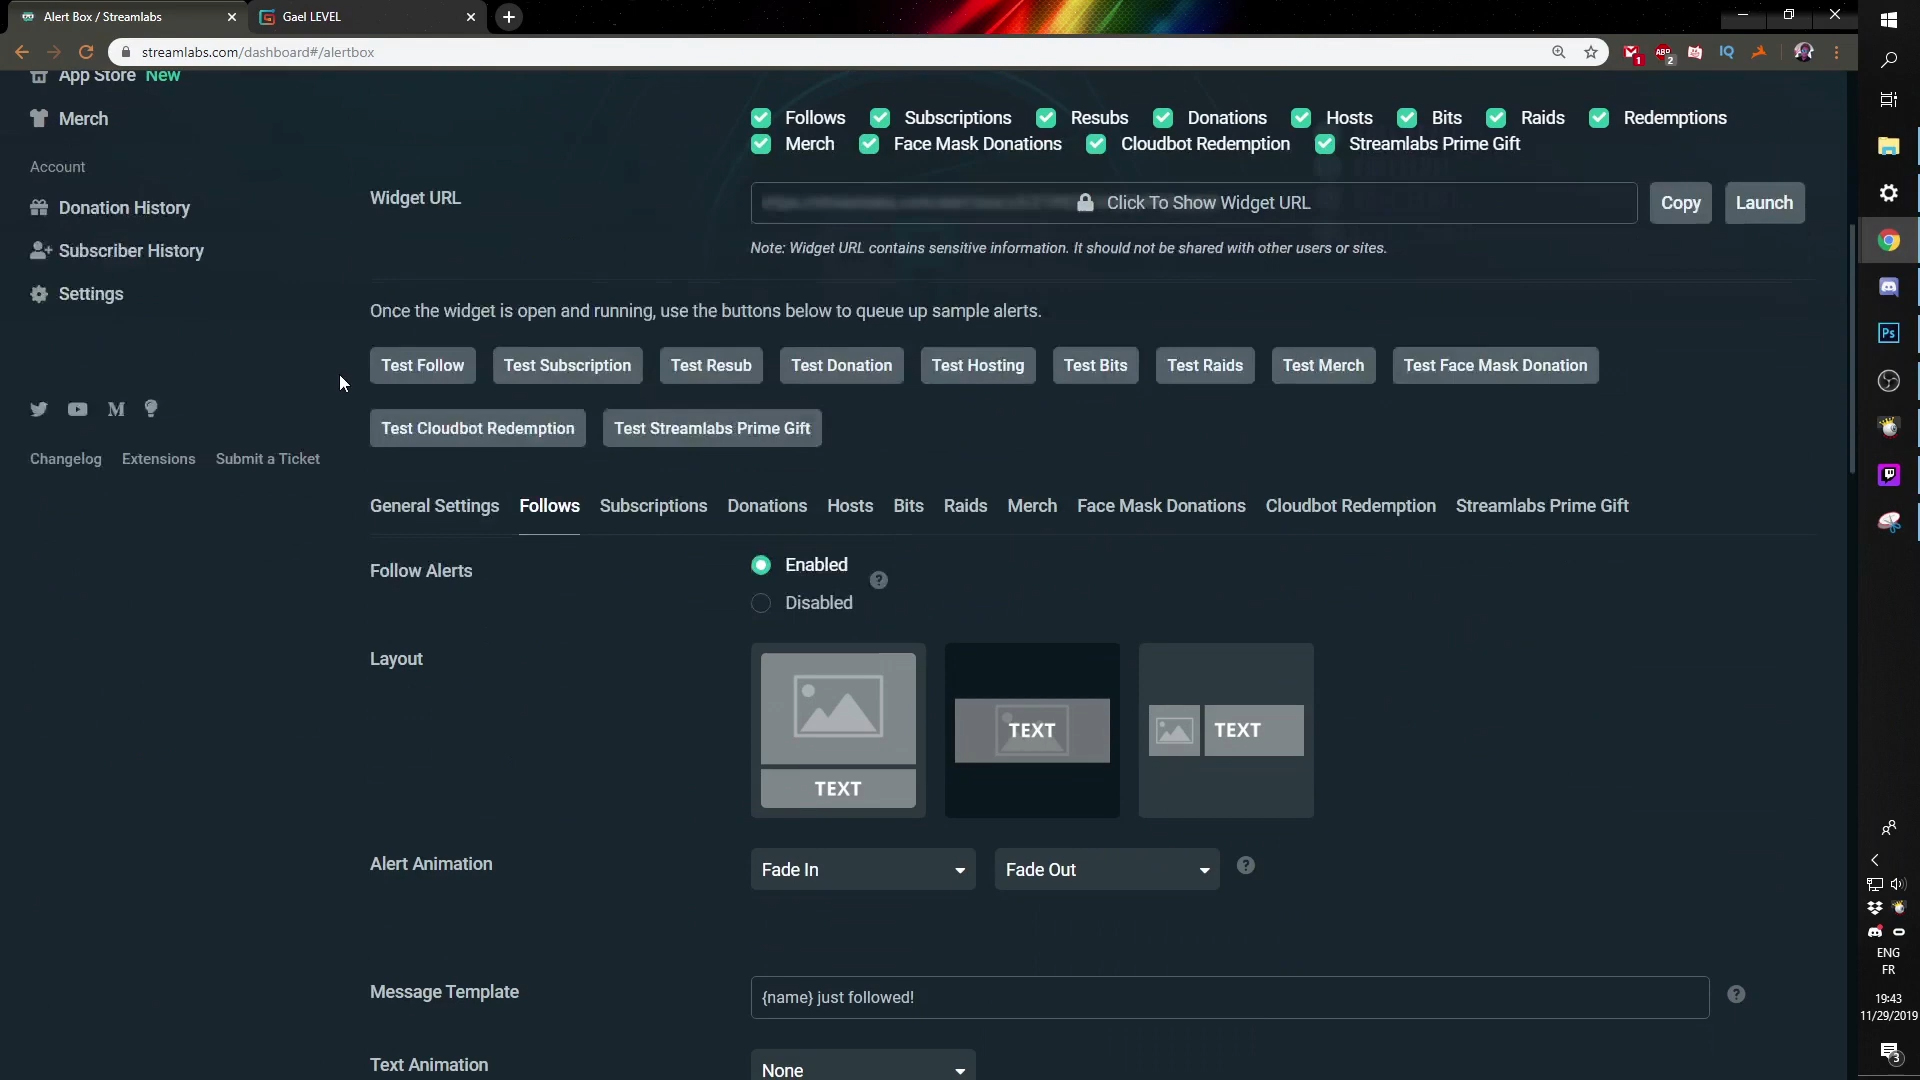 Alert Box / Streamlabs
Gael LEVEL
streamlabs.com/dashboard#/alertbox
App Store New
Merch
Account
Donation History
Subscriber History
Settings
Changelog Extensions Submit a Ticket
Follows Subscriptions Resubs Donations Hosts Bits Raids Redemptions
Merch Face Mask Donations Cloudbot Redemption Streamlabs Prime Gift
Widget URL
Click To Show Widget URL
Copy
Launch
Note: Widget URL contains sensitive information. It should not be shared with other users or sites.
Once the widget is open and running, use the buttons below to queue up sample alerts.
Test Follow Test Subscription Test Resub Test Donation Test Hosting Test Bits Test Raids Test Merch Test Face Mask Donation
Test Cloudbot Redemption Test Streamlabs Prime Gift
General Settings Follows Subscriptions Donations Hosts Bits Raids Merch Face Mask Donations Cloudbot Redemption Streamlabs Prime Gift
Follow Alerts
Enabled
Disabled
Layout
TEXT
TEXT
TEXT
Alert Animation
Fade In
Fade Out
Message Template
{name} just followed!
Text Animation
None
1
ABD
2
IQ
Ps
ENG
FR
19:43
11/29/2019
3